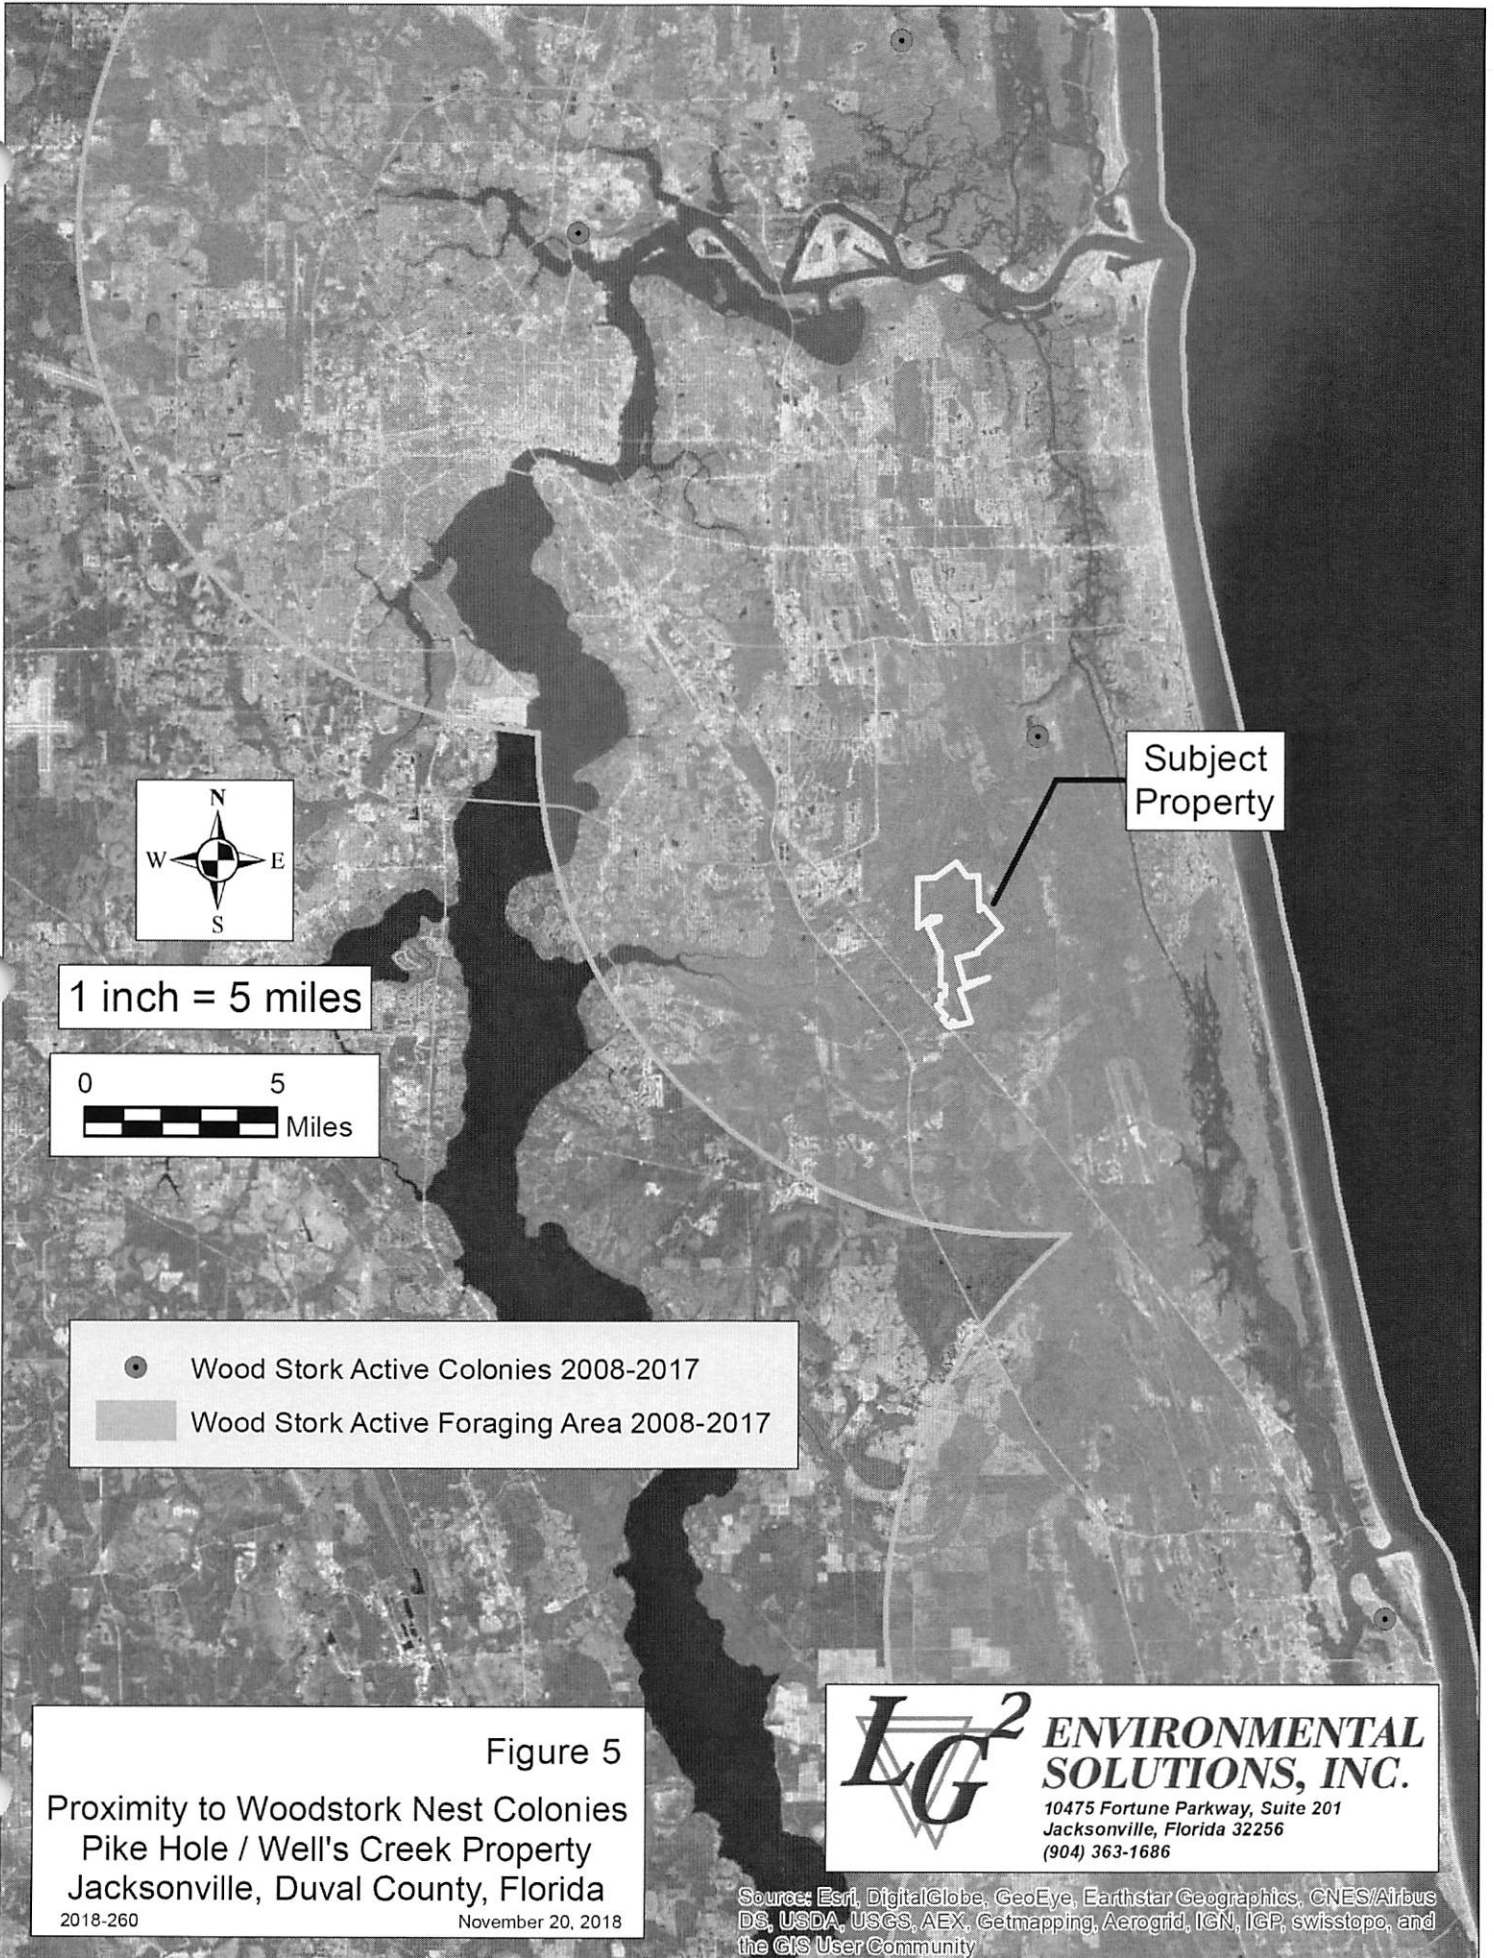 Subject
Property
N
W E
S
1 inch = 5 miles
0 5
Miles
Wood Stork Active Colonies 2008-2017
Wood Stork Active Foraging Area 2008-2017
Figure 5
Proximity to Woodstork Nest Colonies
Pike Hole / Well's Creek Property
Jacksonville, Duval County, Florida
2018-260 November 20, 2018
LG2 ENVIRONMENTAL
SOLUTIONS, INC.
10475 Fortune Parkway, Suite 201
Jacksonville, Florida 32256
(904) 363-1686
Source: Esri, DigitalGlobe, GeoEye, Earthstar Geographics, CNES/Airbus
DS, USDA, USGS, AEX, Getmapping, Aerogrid, IGN, IGP, swisstopo, and
the GIS User Community